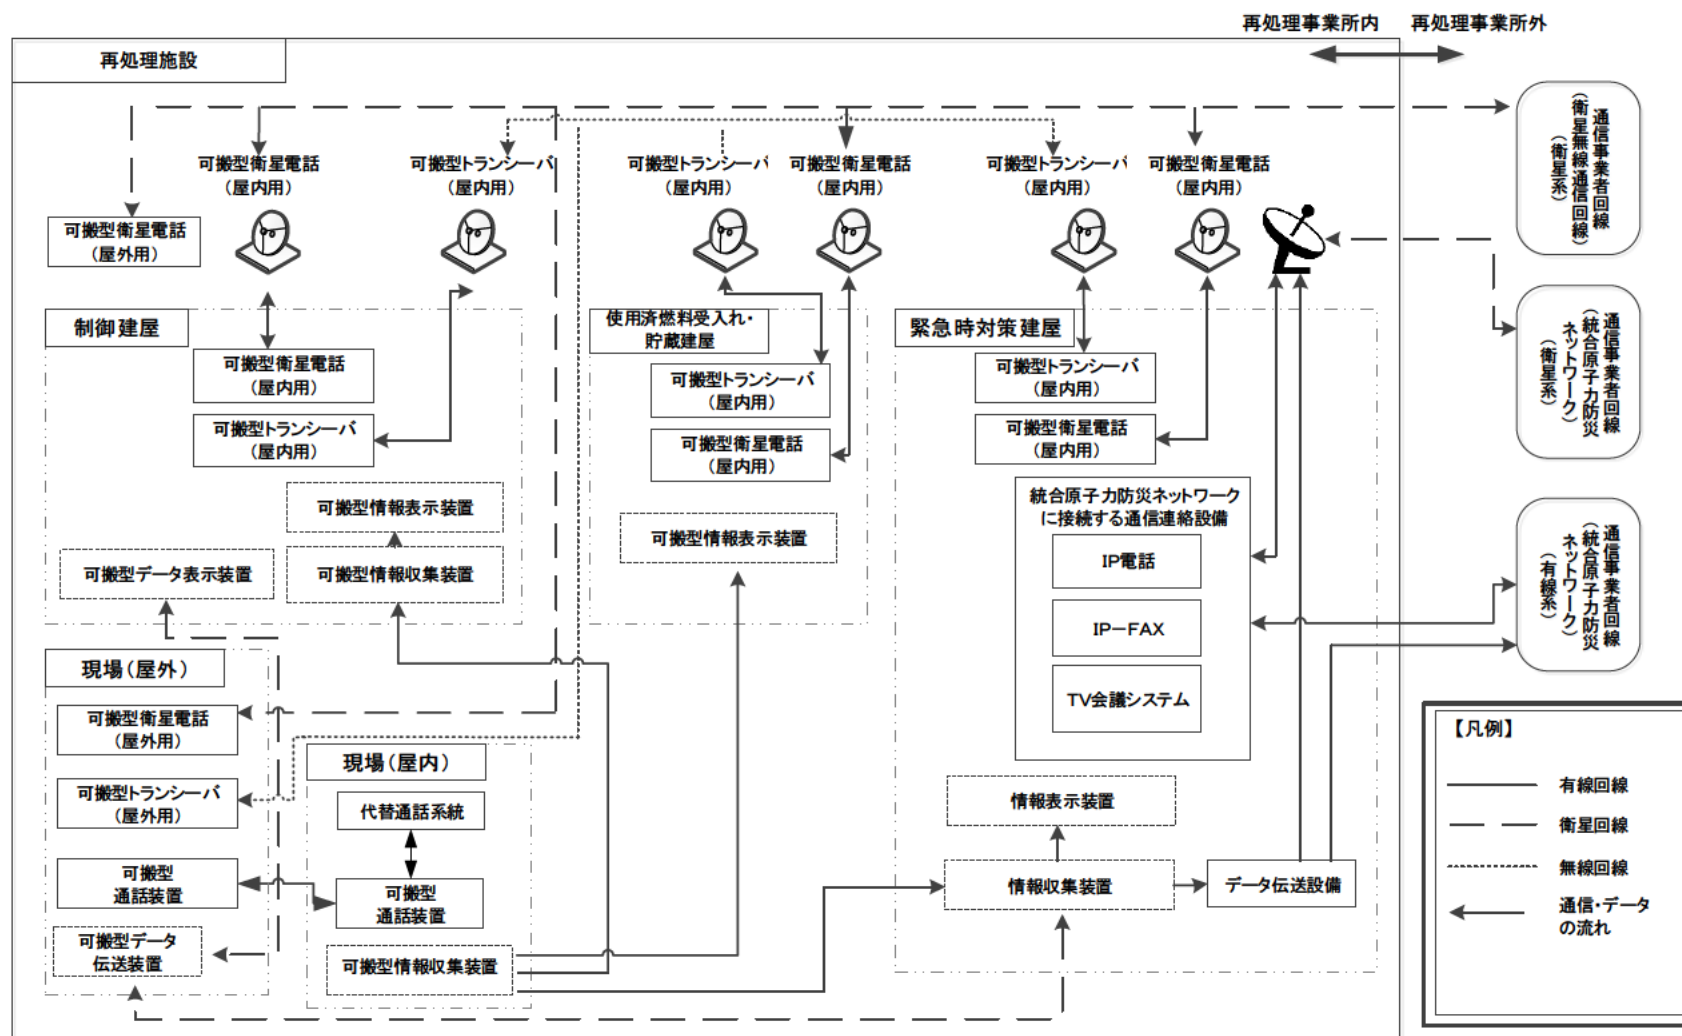 再処理事業所内
再処理事業所外
再処理施設
可搬型衛星電話
（屋内用）
可搬型トランシーバ
（屋内用）
可搬型トランシーバ
（屋内用）
可搬型衛星電話
（屋内用）
可搬型トランシーバ
（屋内用）
可搬型衛星電話
（屋内用）
可搬型衛星電話
（屋外用）
制御建屋
可搬型衛星電話
（屋内用）
可搬型トランシーバ
（屋内用）
可搬型情報表示装置
可搬型データ表示装置
可搬型情報収集装置
使用済燃料受入れ・
貯蔵建屋
可搬型トランシーバ
（屋内用）
可搬型衛星電話
（屋内用）
可搬型情報表示装置
緊急時対策建屋
可搬型トランシーバ
（屋内用）
可搬型衛星電話
（屋内用）
統合原子力防災ネットワーク
に接続する通信連絡設備
IP電話
IP－FAX
TV会議システム
情報表示装置
情報収集装置
データ伝送設備
現場（屋外）
可搬型衛星電話
（屋外用）
可搬型トランシーバ
（屋外用）
可搬型
通話装置
可搬型データ
伝送装置
現場（屋内）
代替通話系統
可搬型
通話装置
可搬型情報収集装置
通信事業者回線
（衛星無線通信回線）
（衛星系）
通信事業者回線
（統合原子力防災
ネットワーク）
（衛星系）
通信事業者回線
（統合原子力防災
ネットワーク）
（有線系）
【凡例】
有線回線
衛星回線
無線回線
通信・データ
の流れ